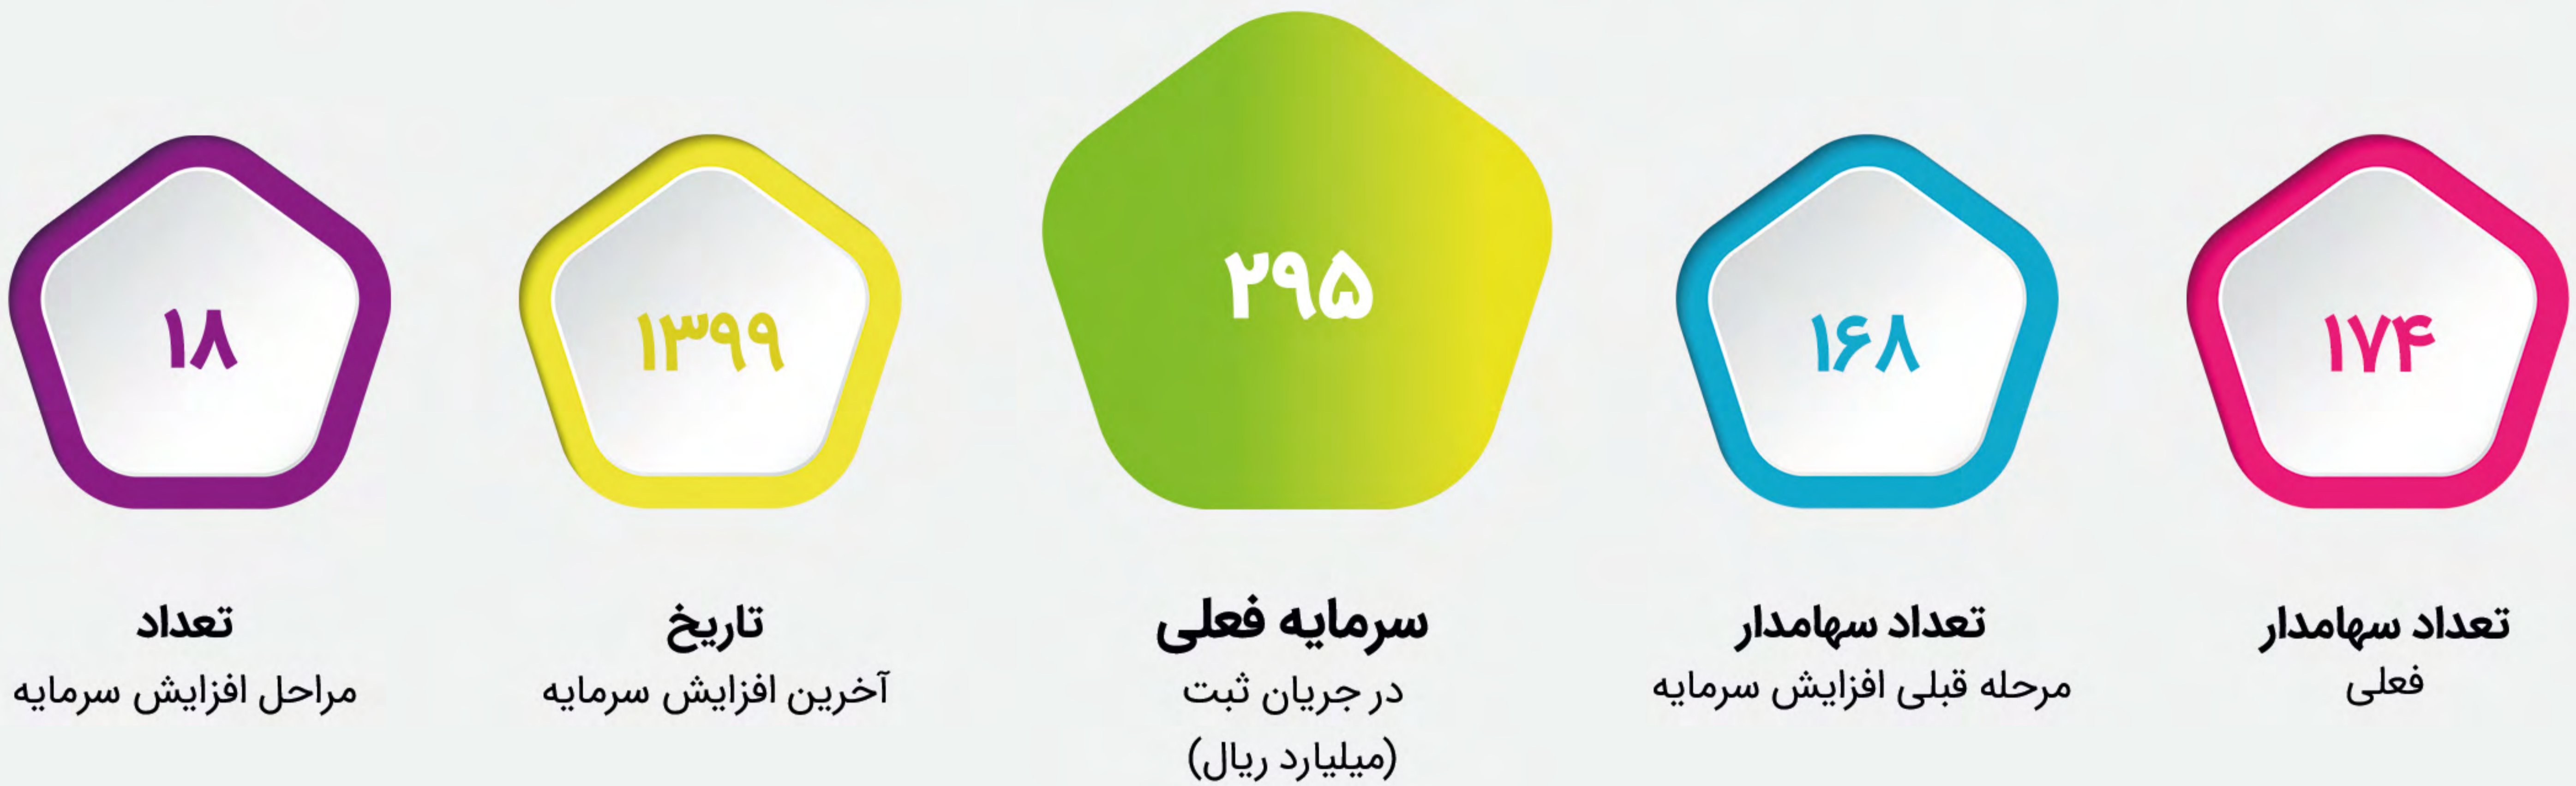 ۱۷۴
تعداد سهامدار
فعلی
۱۶۸
تعداد سهامدار
مرحله قبلی افزایش سرمایه
۲۹۵
سرمایه فعلی
در جریان ثبت
(میلیارد ریال)
۱۳۹۹
تاریخ
آخرین افزایش سرمایه
۱۸
تعداد
مراحل افزایش سرمایه